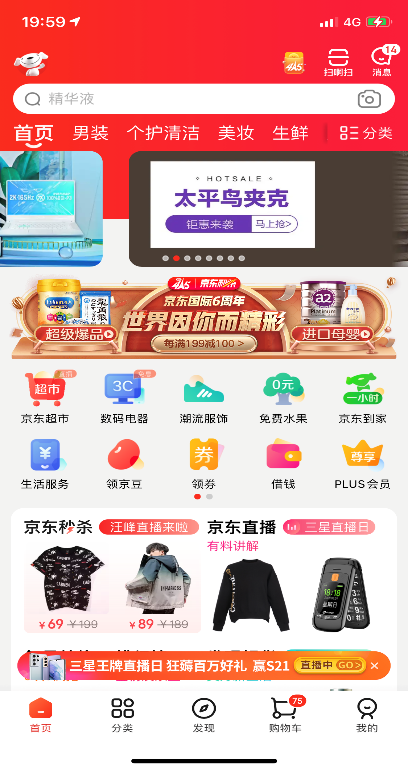 19:59
4G
扫啊扫
14
消息
精华液
首页 男装 个护清洁 美妆 生鲜 分类
HOTSALE
太平鸟夹克
钜惠来袭 马上抢>
京东秒杀
京东国际6周年
世界因你而精彩
每满199减100 >
超级爆品
进口母婴
a2
Platinum
超市 3C 0元 一小时
京东超市 数码电器 潮流服饰 免费水果 京东到家
¥ 券 尊享
生活服务 领京豆 领券 借钱 PLUS会员
京东秒杀 汪峰直播来啦
京东直播 三星直播日
有料讲解
¥69 ¥199
¥89 ¥189
三星王牌直播日 狂薅百万好礼 赢S21 直播中 GO>
75
首页 分类 发现 购物车 我的